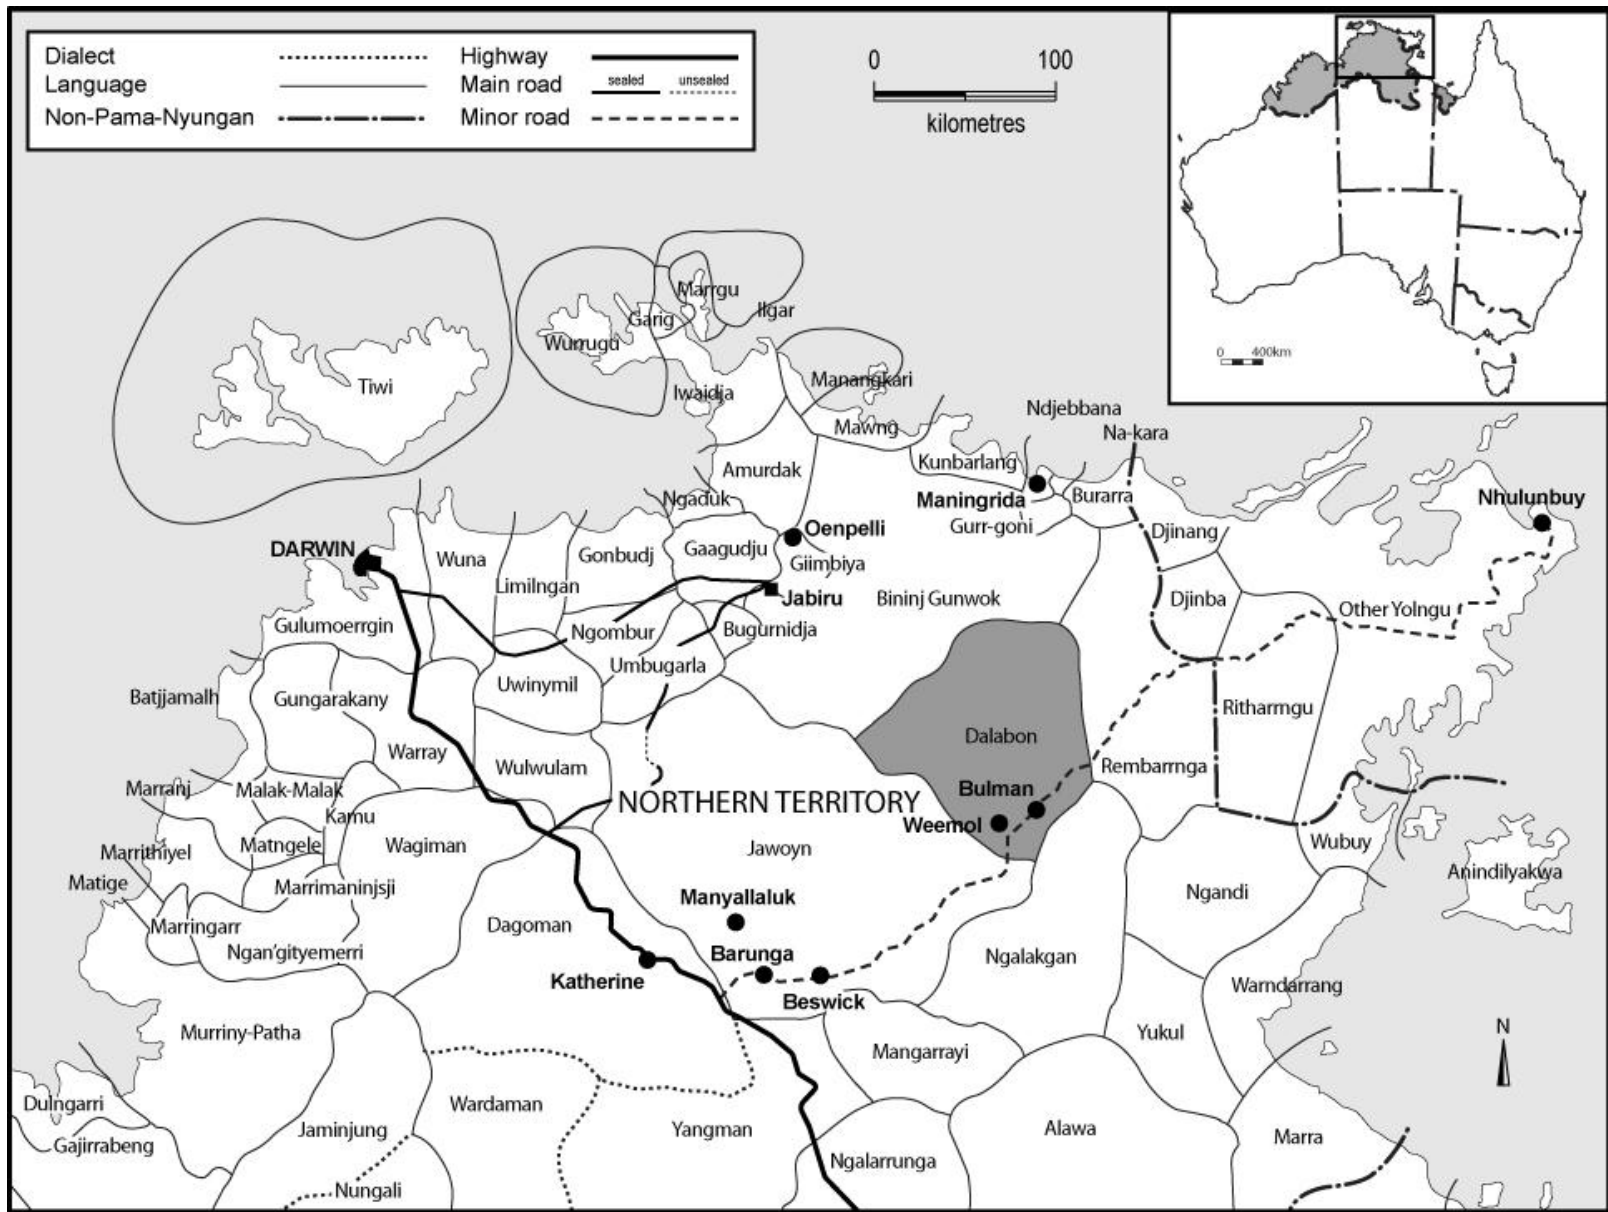 Dialect
Highway
Language
Main road
sealed
unsealed
Non-Pama-Nyungan
Minor road
0 100
kilometres
0 400km
Marrgu
Ilgar
Garig
Wurrugu
Tiwi
Iwaidja
Manangkari
Ndjebbana
Mawng
Na-kara
Kunbarlang
Amurdak
Ngaduk
Maningrida
Burarra
Nhulunbuy
Gurr-goni
Oenpelli
Djinang
DARWIN
Wuna
Gonbudj
Gaagudju
Giimbiya
Limilngan
Jabiru
Bininj Gunwok
Djinba
Other Yolngu
Gulumoerrgin
Ngombur
Bugurnidja
Umbugarla
Uwinymil
Batjjamalh
Gungarakany
Ritharrngu
Dalabon
Warray
Wulwulam
Rembarrnga
Marranj
Malak-Malak
Bulman
NORTHERN TERRITORY
Kamu
Weemol
Matngele
Wagiman
Jawoyn
Wubuy
Marrithiyel
Matige
Marrimaninjsji
Anindilyakwa
Ngandi
Manyallaluk
Marringarr
Dagoman
Ngan'gityemerri
Barunga
Ngalakgan
Katherine
Beswick
Warndarrang
Murriny-Patha
Yukul
N
Mangarrayi
Dulngarri
Wardaman
Jaminjung
Yangman
Alawa
Marra
Gajirrabeng
Ngalarrunga
Nungali